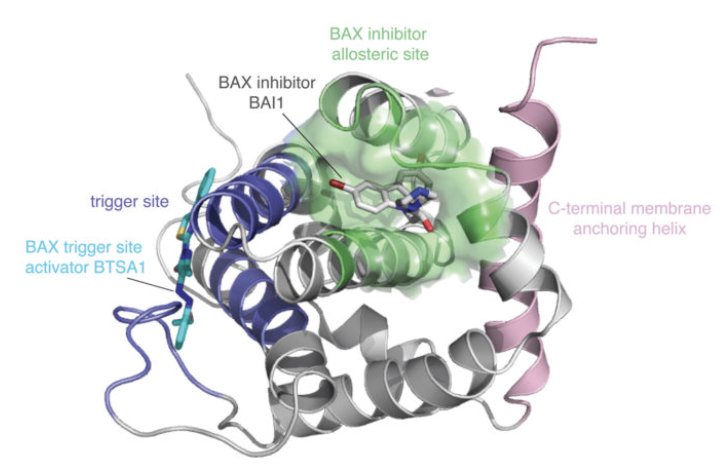 BAX inhibitor
allosteric site
BAX inhibitor
BAI1
trigger site
BAX trigger site
activator BTSA1
C-terminal membrane
anchoring helix